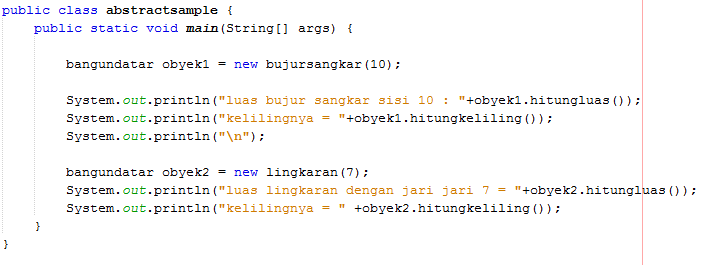 public class abstractsample {
public static void main(String[] args) {
bangundatar obyek1 = new bujursangkar(10);
System.out.println("luas bujur sangkar sisi 10 : "+obyek1.hitungluas());
System.out.println("kelilingnya = "+obyek1.hitungkeliling());
System.out.println("\n");
bangundatar obyek2 = new lingkaran(7);
System.out.println("luas lingkaran dengan jari jari 7 = "+obyek2.hitungluas());
System.out.println("kelilingnya = " +obyek2.hitungkeliling());
}
}